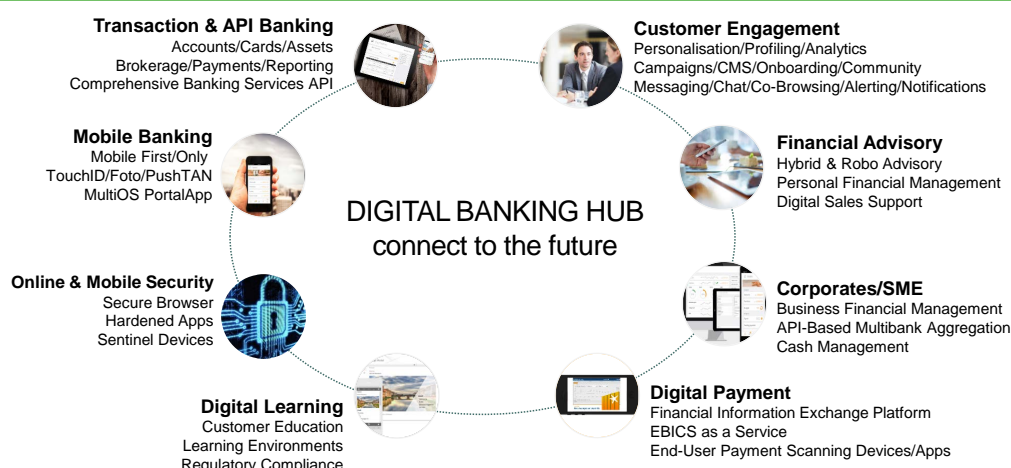 Transaction & API Banking
Accounts/Cards/Assets
Brokerage/Payments/Reporting
Comprehensive Banking Services API
Customer Engagement
Personalisation/Profiling/Analytics
Campaigns/CMS/Onboarding/Community
Messaging/Chat/Co-Browsing/Alerting/Notifications
Mobile Banking
Mobile First/Only
TouchID/Foto/PushTAN
MultiOS PortalApp
Financial Advisory
Hybrid & Robo Advisory
Personal Financial Management
Digital Sales Support
DIGITAL BANKING HUB
connect to the future
Online & Mobile Security
Secure Browser
Hardened Apps
Sentinel Devices
Corporates/SME
Business Financial Management
API-Based Multibank Aggregation
Cash Management
Digital Learning
Customer Education
Learning Environments
Regulatory Compliance
Digital Payment
Financial Information Exchange Platform
EBICS as a Service
End-User Payment Scanning Devices/Apps